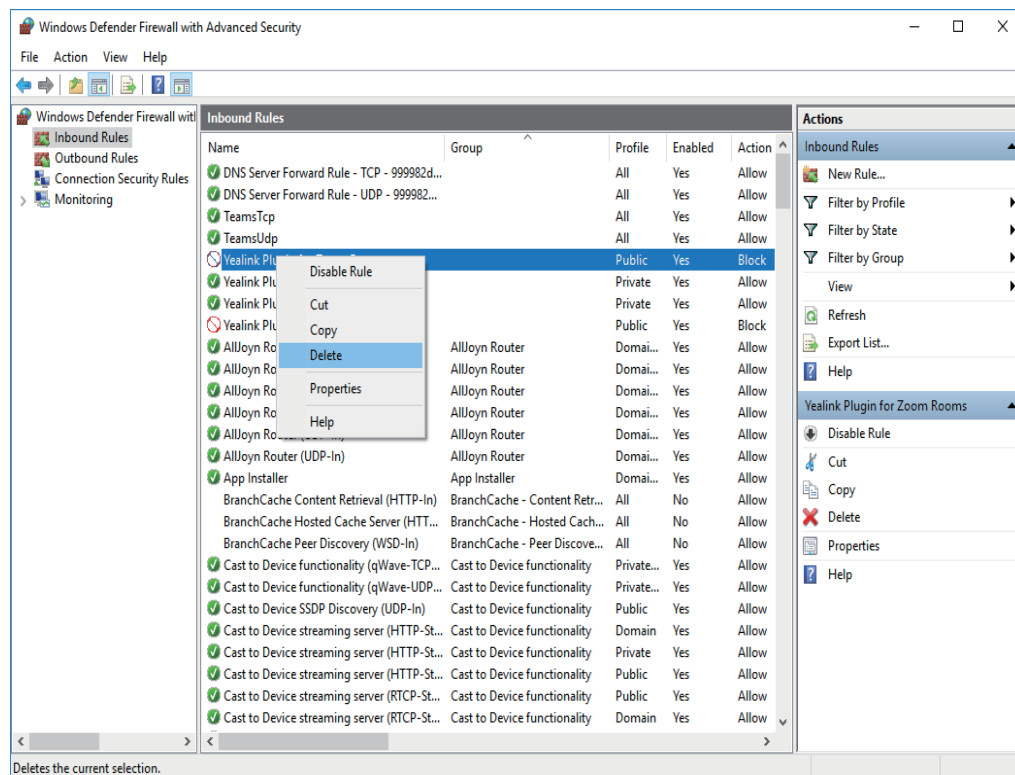 Windows Defender Firewall with Advanced Security
File Action View Help
Windows Defender Firewall witl
Inbound Rules
Outbound Rules
Connection Security Rules
Monitoring
Inbound Rules
Name Group Profile Enabled Action
DNS Server Forward Rule - TCP - 999982d... All Yes Allow
DNS Server Forward Rule - UDP - 999982... All Yes Allow
TeamsTcp All Yes Allow
TeamsUdp All Yes Allow
Yealink Plu Public Yes Block
Yealink Plu Private Yes Allow
Yealink Plu Private Yes Allow
Yealink Plu Public Yes Block
AllJoyn Ro AllJoyn Router Domai... Yes Allow
AllJoyn Ro AllJoyn Router Domai... Yes Allow
AllJoyn Ro AllJoyn Router Domai... Yes Allow
AllJoyn Ro AllJoyn Router Domai... Yes Allow
AllJoyn Router (UDP-In) AllJoyn Router Domai... Yes Allow
AllJoyn Router (UDP-In) AllJoyn Router Domai... Yes Allow
App Installer App Installer Domai... Yes Allow
BranchCache Content Retrieval (HTTP-In) BranchCache - Content Retr... All No Allow
BranchCache Hosted Cache Server (HTT... BranchCache - Hosted Cach... All No Allow
BranchCache Peer Discovery (WSD-In) BranchCache - Peer Discove... All No Allow
Cast to Device functionality (qWave-TCP... Cast to Device functionality Private... Yes Allow
Cast to Device functionality (qWave-UDP... Cast to Device functionality Private... Yes Allow
Cast to Device SSDP Discovery (UDP-In) Cast to Device functionality Public Yes Allow
Cast to Device streaming server (HTTP-St... Cast to Device functionality Domain Yes Allow
Cast to Device streaming server (HTTP-St... Cast to Device functionality Private Yes Allow
Cast to Device streaming server (HTTP-St... Cast to Device functionality Public Yes Allow
Cast to Device streaming server (RTCP-St... Cast to Device functionality Public Yes Allow
Cast to Device streaming server (RTCP-St... Cast to Device functionality Domain Yes Allow
Disable Rule
Cut
Copy
Delete
Properties
Help
Actions
Inbound Rules
New Rule...
Filter by Profile
Filter by State
Filter by Group
View
Refresh
Export List...
Help
Yealink Plugin for Zoom Rooms
Disable Rule
Cut
Copy
Delete
Properties
Help
Deletes the current selection.